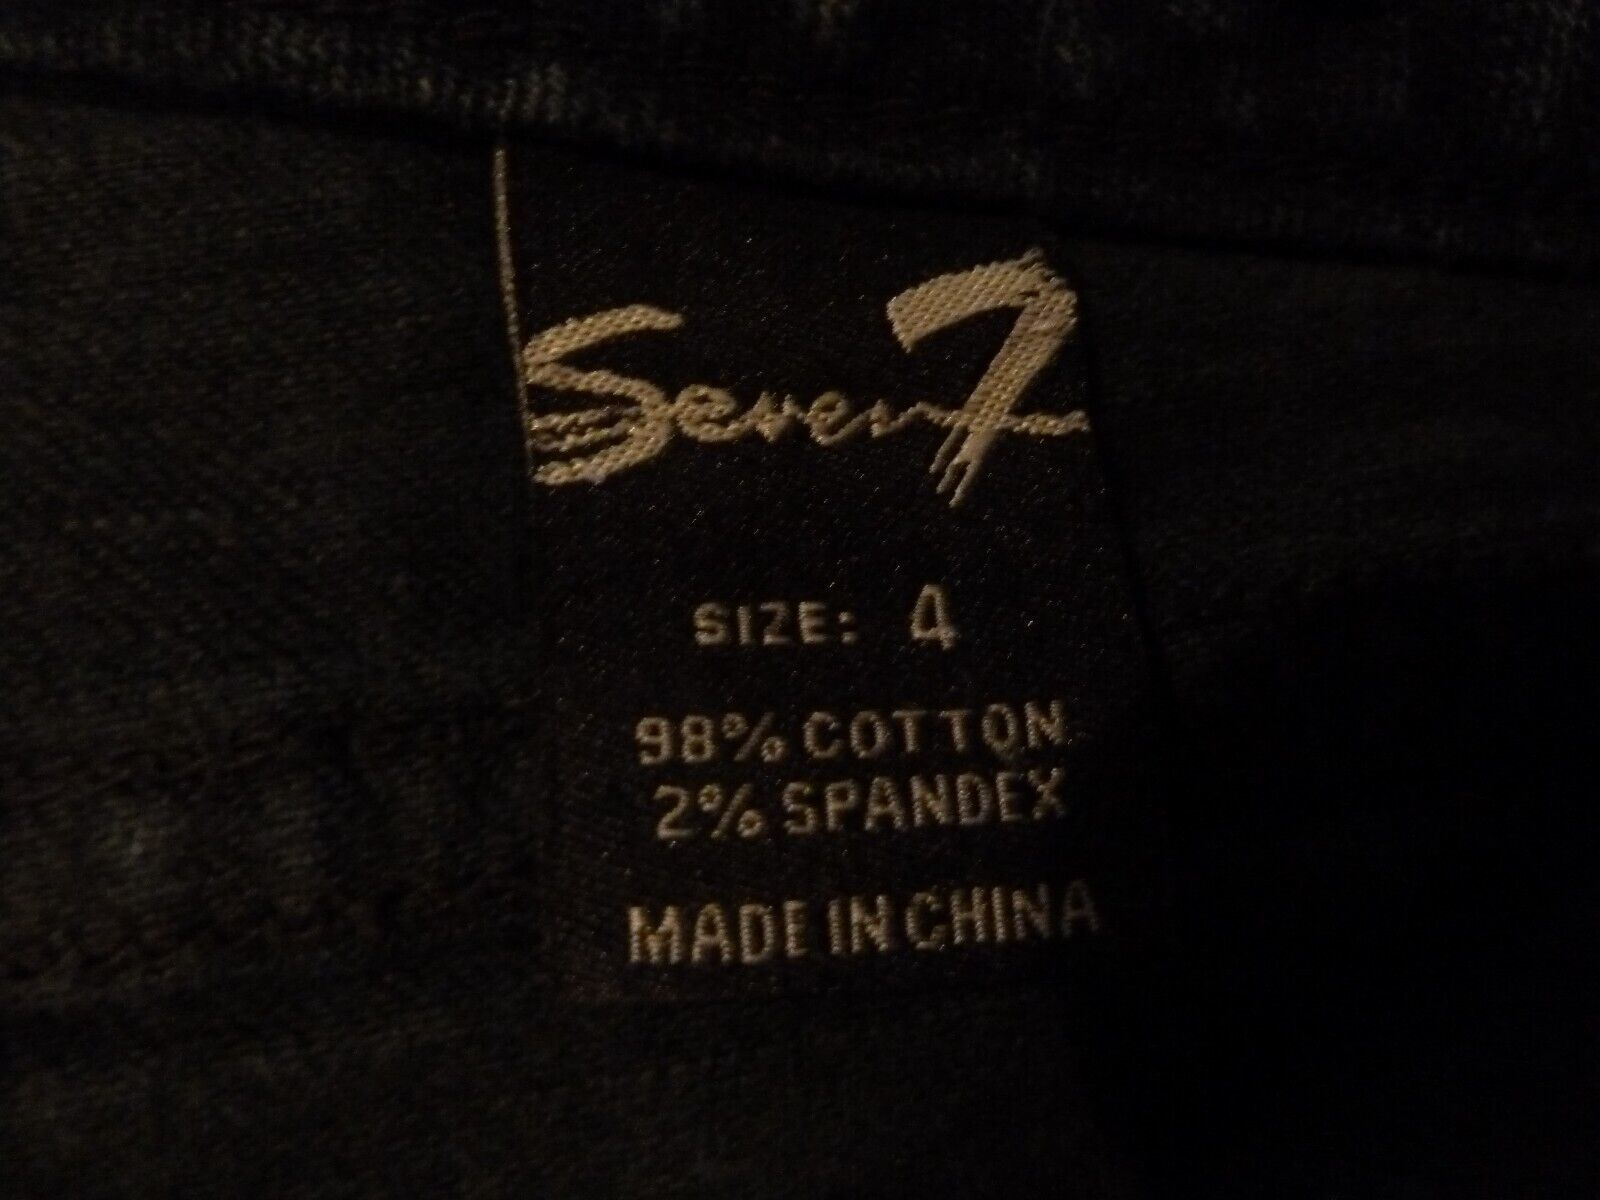 Seven7
SIZE: 4
98% COTTON
2% SPANDEX
MADE IN CHINA